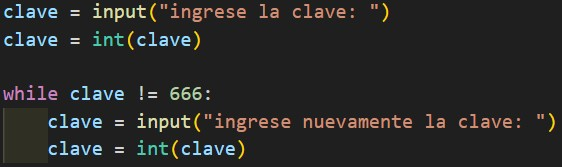 clave = input("ingrese la clave: ")
clave = int(clave)

while clave != 666:
    clave = input("ingrese nuevamente la clave: ")
    clave = int(clave)